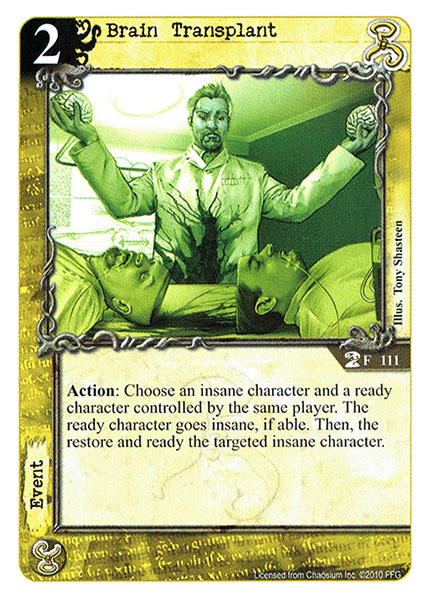 2
Brain Transplant
Illus. Tony Shasteen
F 111
Action: Choose an insane character and a ready
character controlled by the same player. The
ready character goes insane, if able. Then, the
restore and ready the targeted insane character.
Event
Licensed from Chaosium Inc. ©2010 FFG